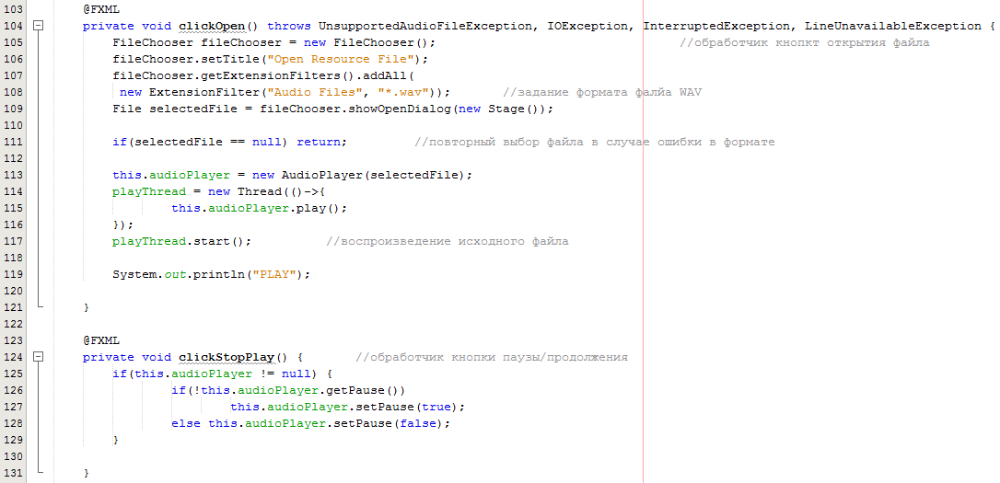 103 @FXML
104 private void clickOpen() throws UnsupportedAudioFileException, IOException, InterruptedException, LineUnavailableException {
105 FileChooser fileChooser = new FileChooser(); //обработчик кнопкт открытия файла
106 fileChooser.setTitle("Open Resource File");
107 fileChooser.getExtensionFilters().addAll(
108 new ExtensionFilter("Audio Files", "*.wav")); //задание формата фалйа WAV
109 File selectedFile = fileChooser.showOpenDialog(new Stage());
110
111 if(selectedFile == null) return; //повторный выбор файла в случае ошибки в формате
112
113 this.audioPlayer = new AudioPlayer(selectedFile);
114 playThread = new Thread(()->{
115 this.audioPlayer.play();
116 });
117 playThread.start(); //воспроизведение исходного файла
118
119 System.out.println("PLAY");
120
121 }
122
123 @FXML
124 private void clickStopPlay() { //обработчик кнопки паузы/продолжения
125 if(this.audioPlayer != null) {
126 if(!this.audioPlayer.getPause())
127 this.audioPlayer.setPause(true);
128 else this.audioPlayer.setPause(false);
129 }
130
131 }